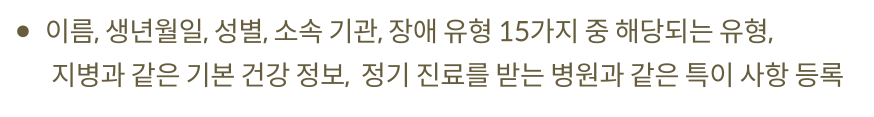 • 이름, 생년월일, 성별, 소속 기관, 장애 유형 15가지 중 해당되는 유형,
지병과 같은 기본 건강 정보, 정기 진료를 받는 병원과 같은 특이 사항 등록